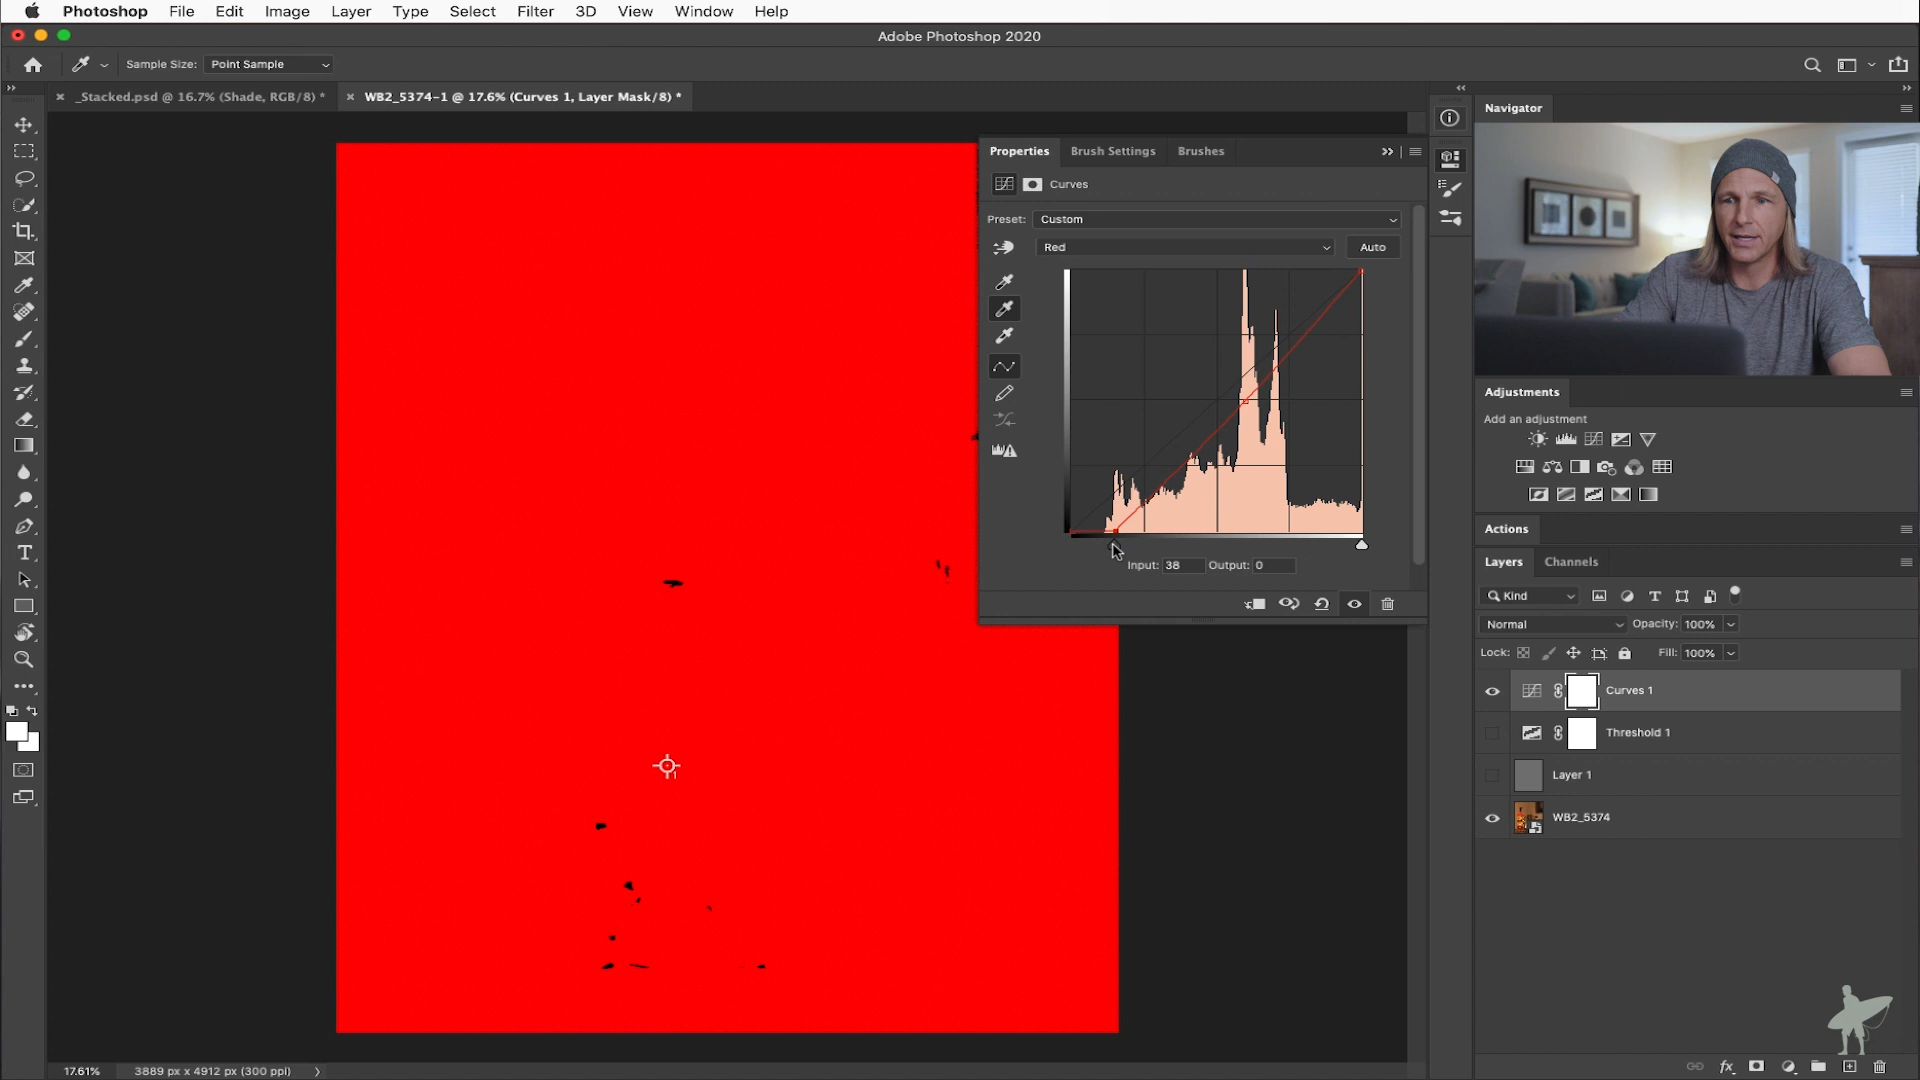 Photoshop File Edit Image Layer Type Select Filter 3D View Window Help
Adobe Photoshop 2020
Sample Size: Point Sample
_Stacked.psd @ 16.7% (Shade, RGB/8) *
WB2_5374-1 @ 17.6% (Curves 1, Layer Mask/8) *
Navigator
Properties Brush Settings Brushes
Curves
Preset: Custom
Red Auto
Input: 38 Output: 0
1
Adjustments
Add an adjustment
Actions
Layers Channels
Kind
Normal Opacity: 100%
Lock: Fill: 100%
Curves 1
Threshold 1
Layer 1
WB2_5374
17.61% 3889 px x 4912 px (300 ppi)